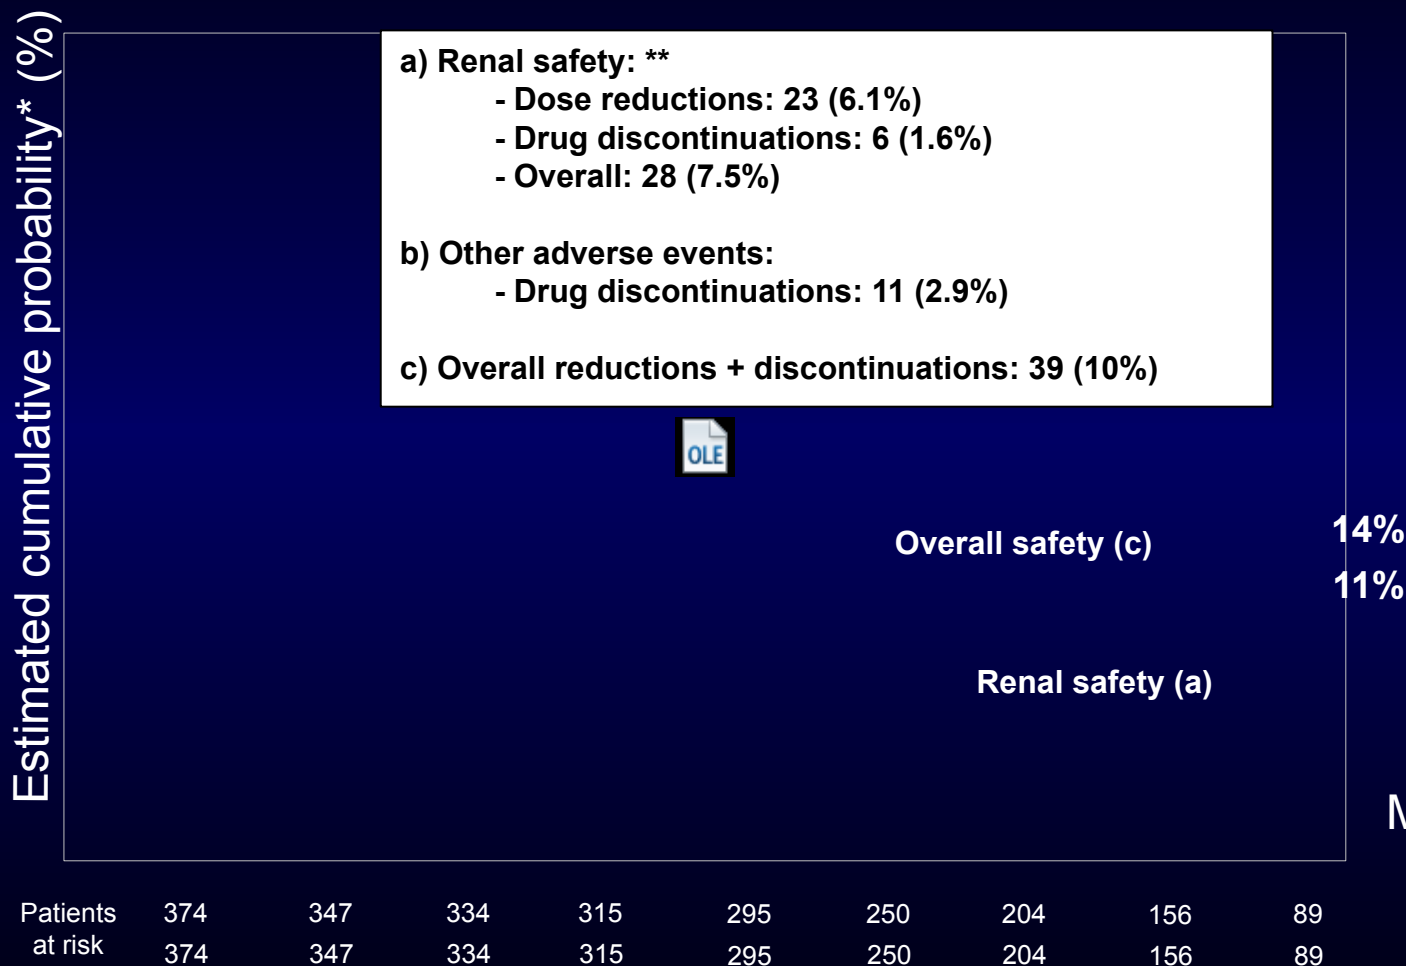 Estimated cumulative probability* (%)
a) Renal safety: **
- Dose reductions: 23 (6.1%)
- Drug discontinuations: 6 (1.6%)
- Overall: 28 (7.5%)
b) Other adverse events:
- Drug discontinuations: 11 (2.9%)
c) Overall reductions + discontinuations: 39 (10%)
OLE
Overall safety (c)
14%
11%
Renal safety (a)
M
Patients 374 347 334 315 295 250 204 156 89
at risk 374 347 334 315 295 250 204 156 89